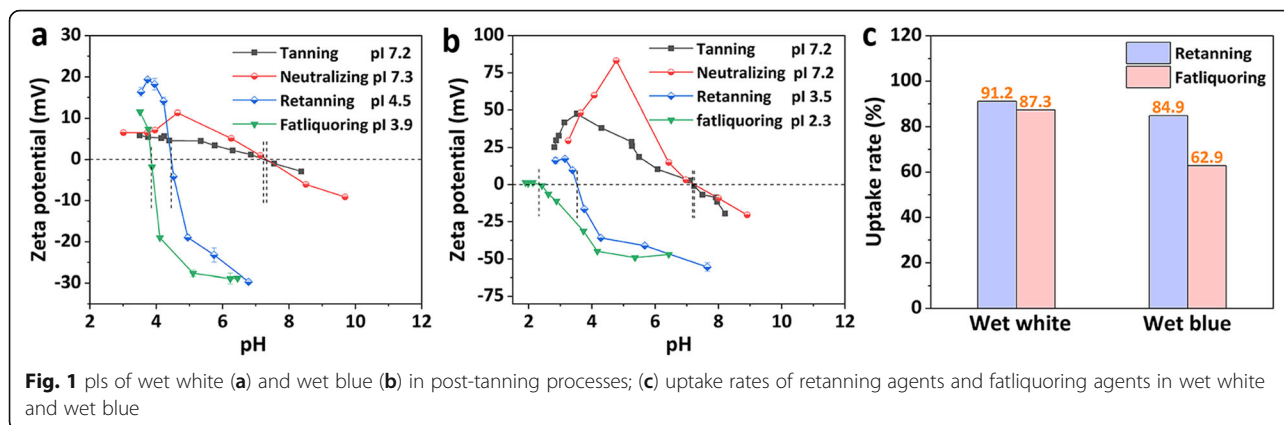 a
Zeta potential (mV)
30
20
10
0
-10
-20
-30
2 4 6 8 10 12
pH
Tanning pI 7.2
Neutralizing pI 7.3
Retanning pI 4.5
Fatliquoring pI 3.9
b
Zeta potential (mV)
100
75
50
25
0
-25
-50
-75
2 4 6 8 10 12
pH
Tanning pI 7.2
Neutralizing pI 7.2
Retanning pI 3.5
fatliquoring pI 2.3
c
Uptake rate (%)
120
100
80
60
40
20
0
Retanning
Fatliquoring
91.2 87.3
84.9 62.9
Wet white Wet blue
Fig. 1 pIs of wet white (a) and wet blue (b) in post-tanning processes; (c) uptake rates of retanning agents and fatliquoring agents in wet white
and wet blue